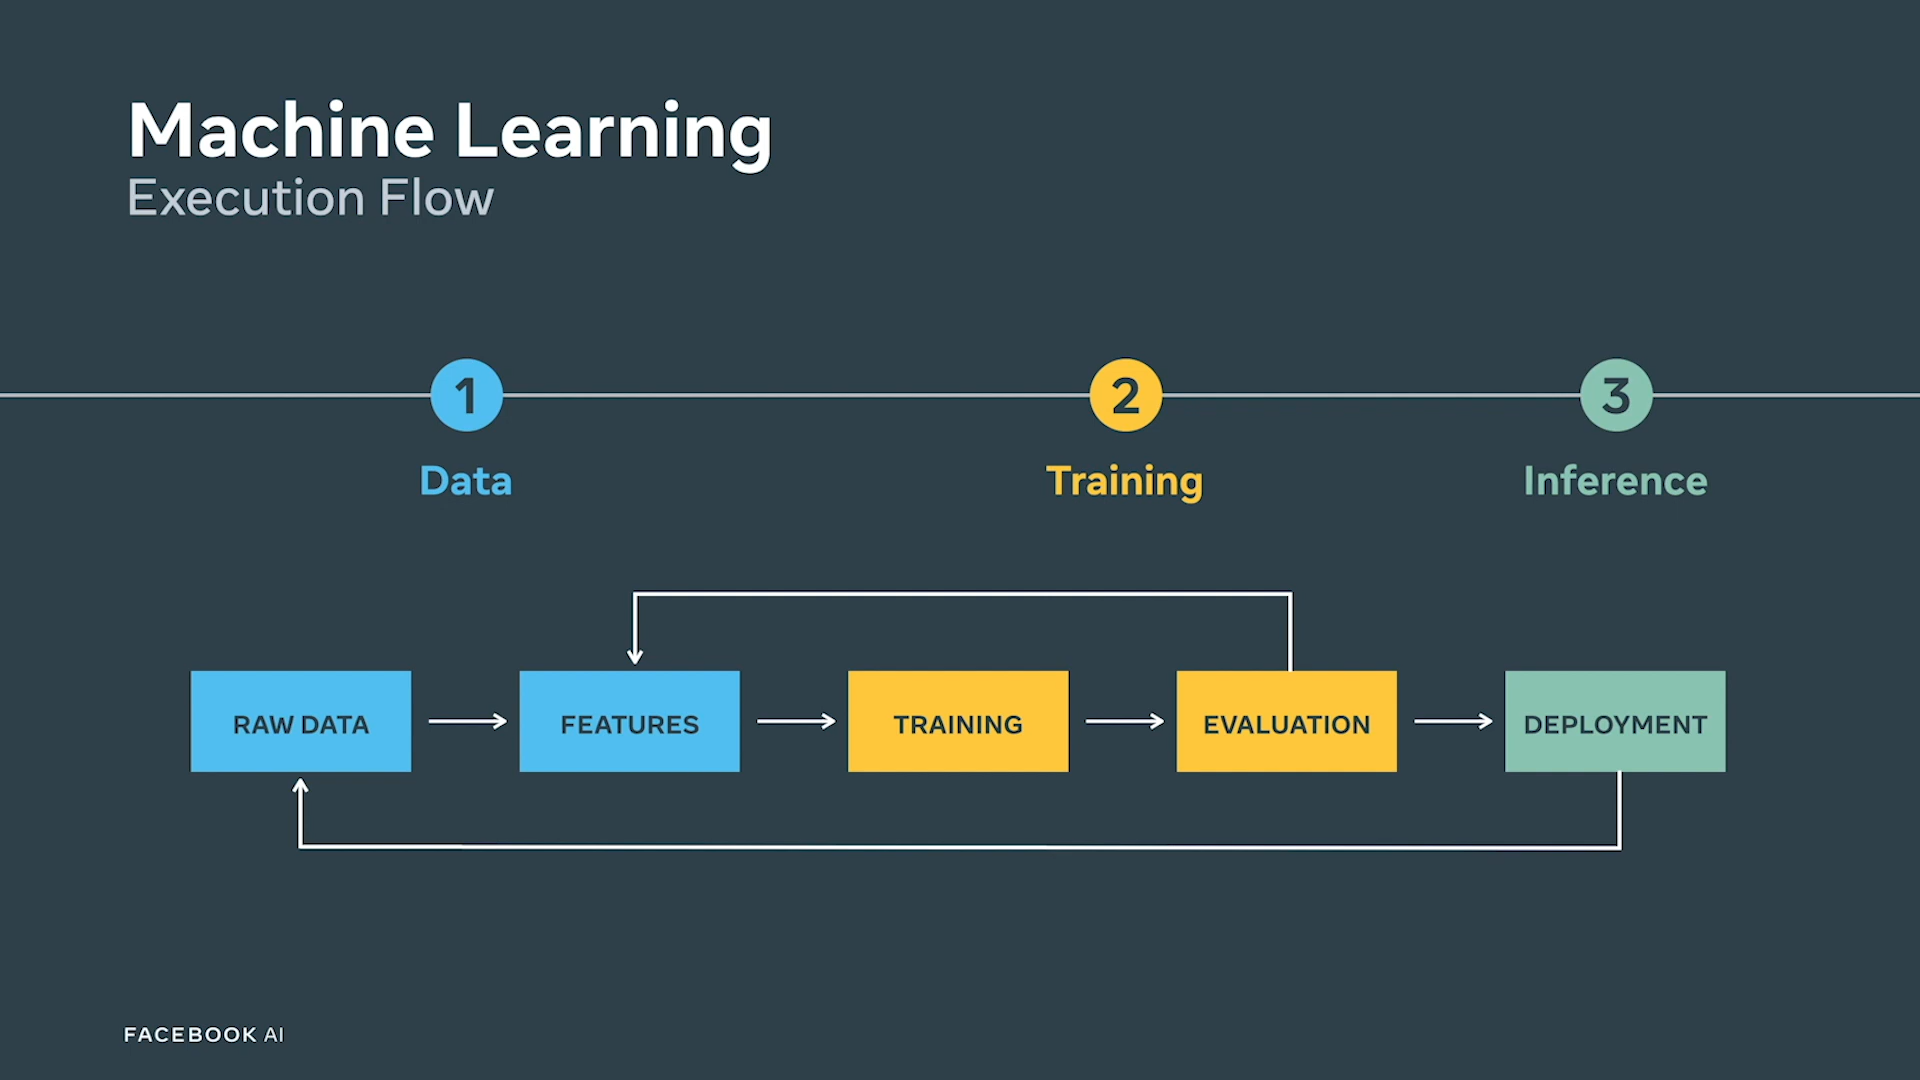 Machine Learning
Execution Flow
1
2
3
Data
Training
Inference
RAW DATA
FEATURES
TRAINING
EVALUATION
DEPLOYMENT
FACEBOOK AI